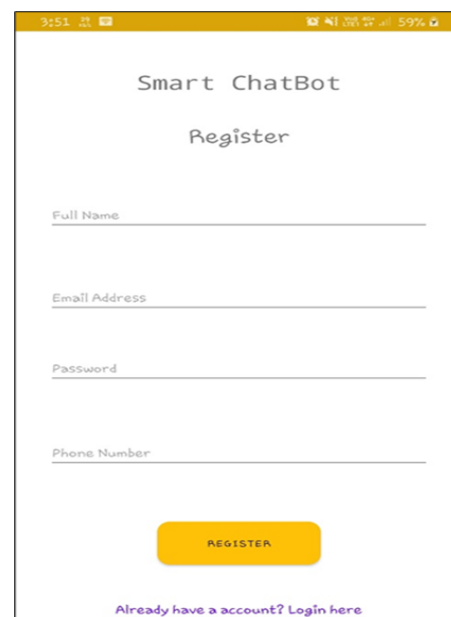 3:51
59%
Smart ChatBot
Register
Full Name
Email Address
Password
Phone Number
REGISTER
Already have a account? Login here